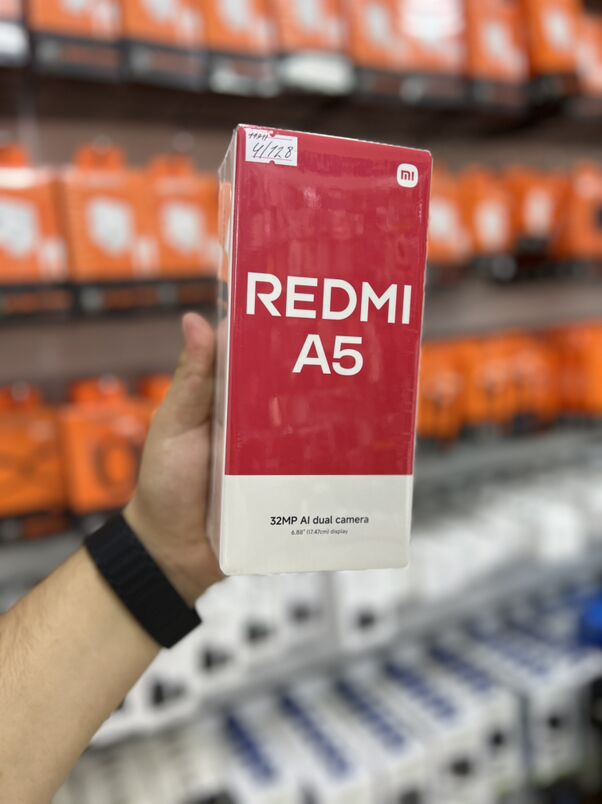 4/128
mi
REDMI
A5
32MP AI dual camera
6.88" (17.47cm) display